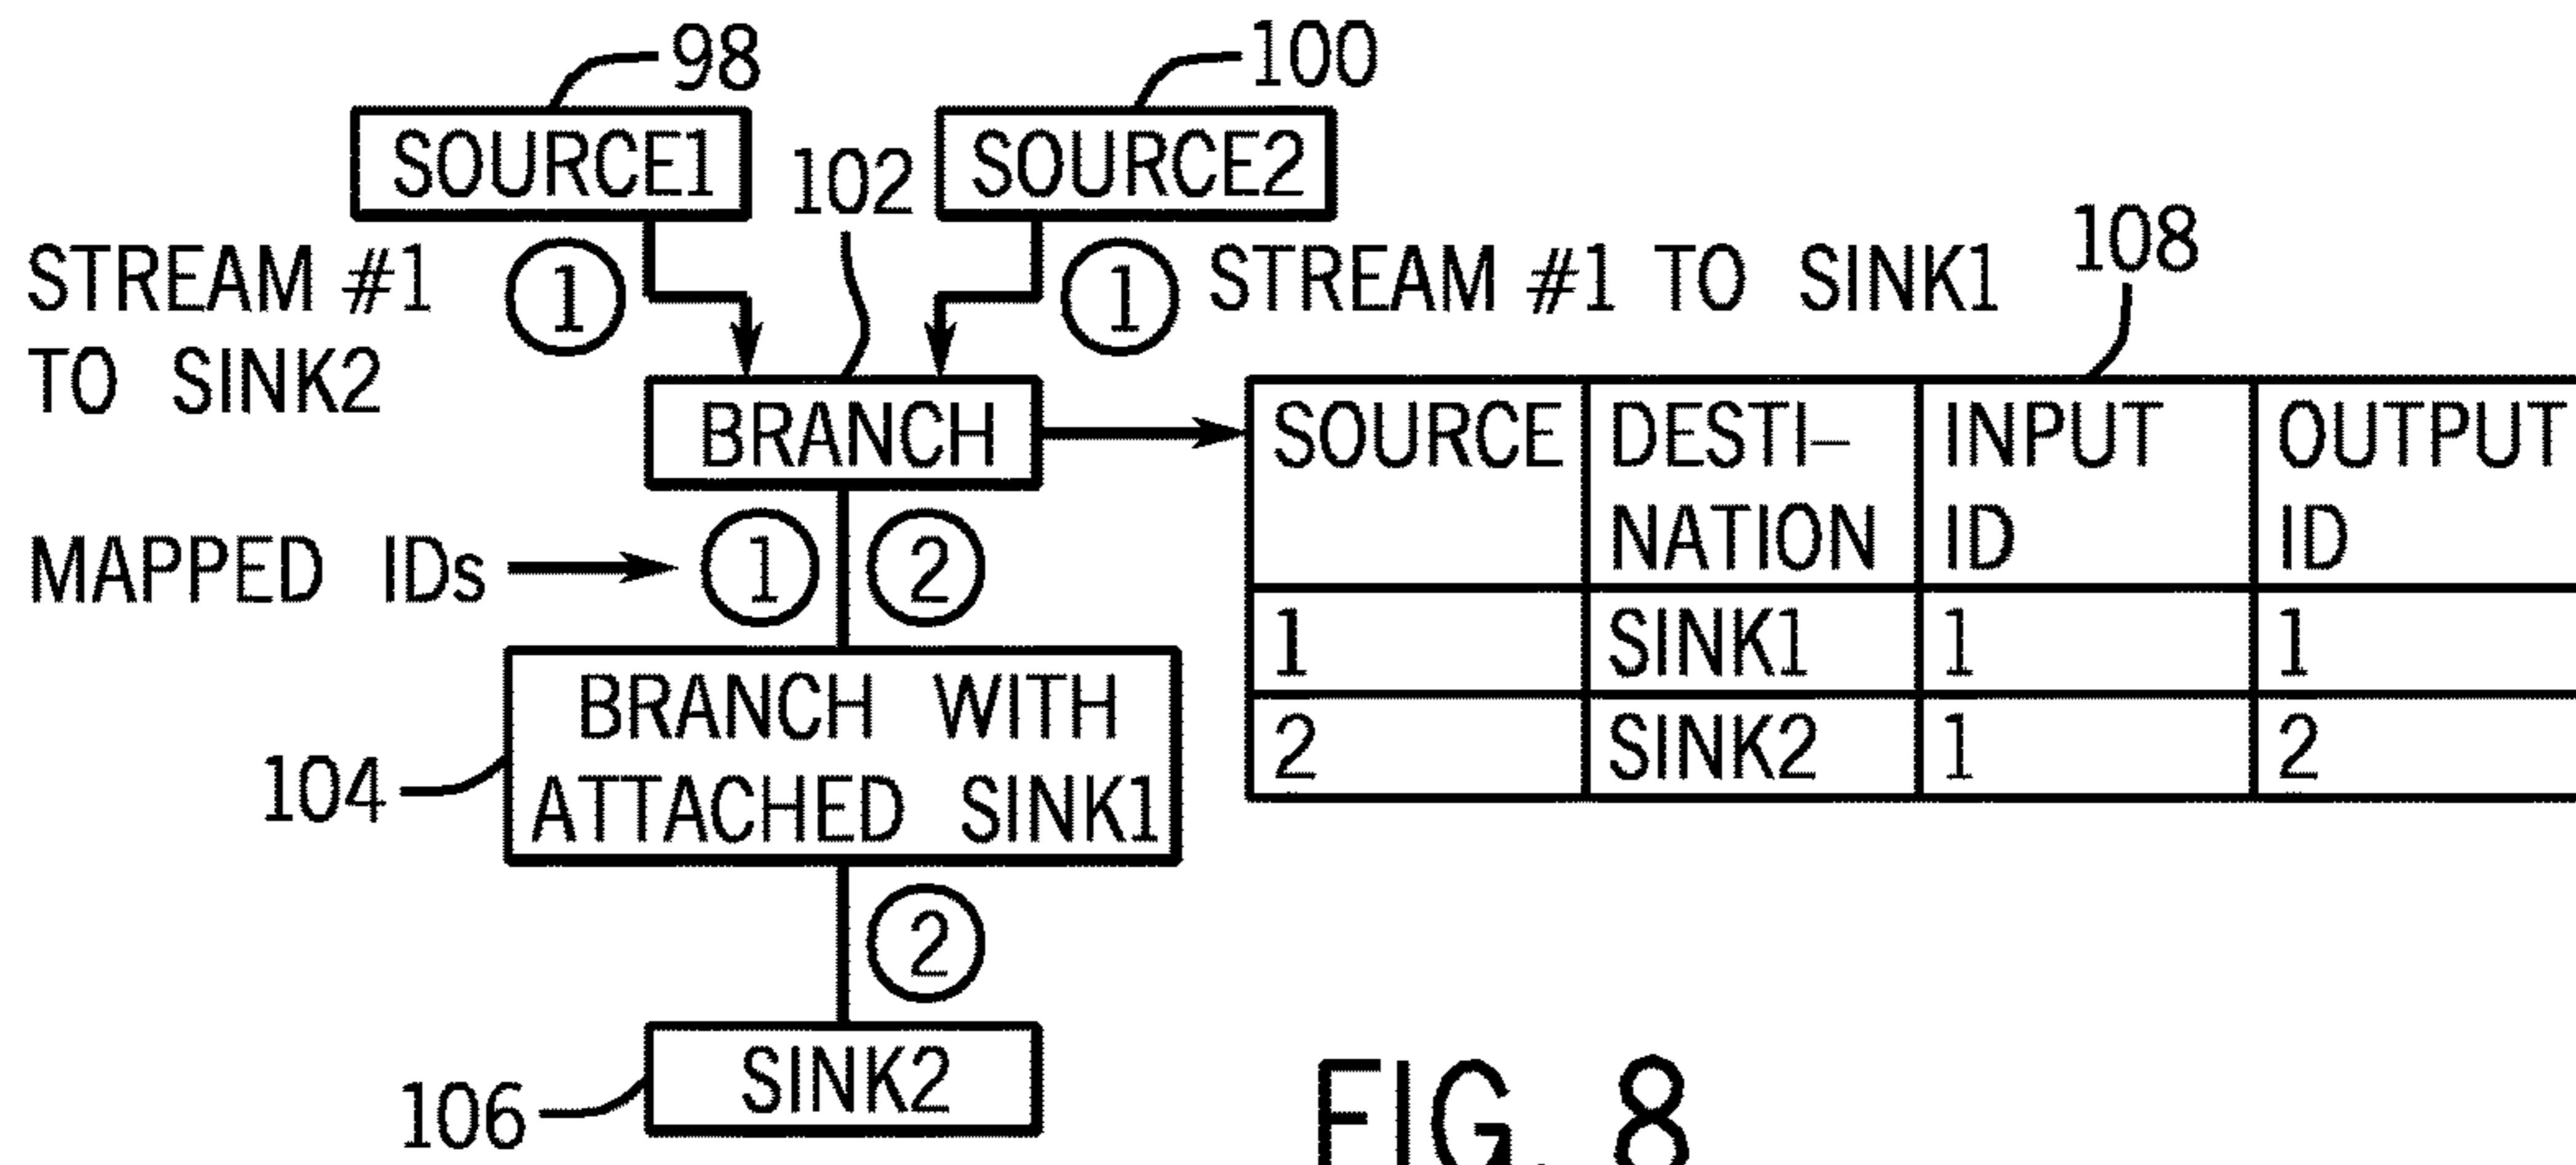 98
100
SOURCE1
SOURCE2
102
108
STREAM #1
TO SINK2
1
1
STREAM #1 TO SINK1
BRANCH
SOURCE
DESTI-
NATION
INPUT
ID
OUTPUT
ID
MAPPED IDs
1
2
1
SINK1
1
1
2
SINK2
1
2
BRANCH WITH
ATTACHED SINK1
104
2
SINK2
106
FIG. 8